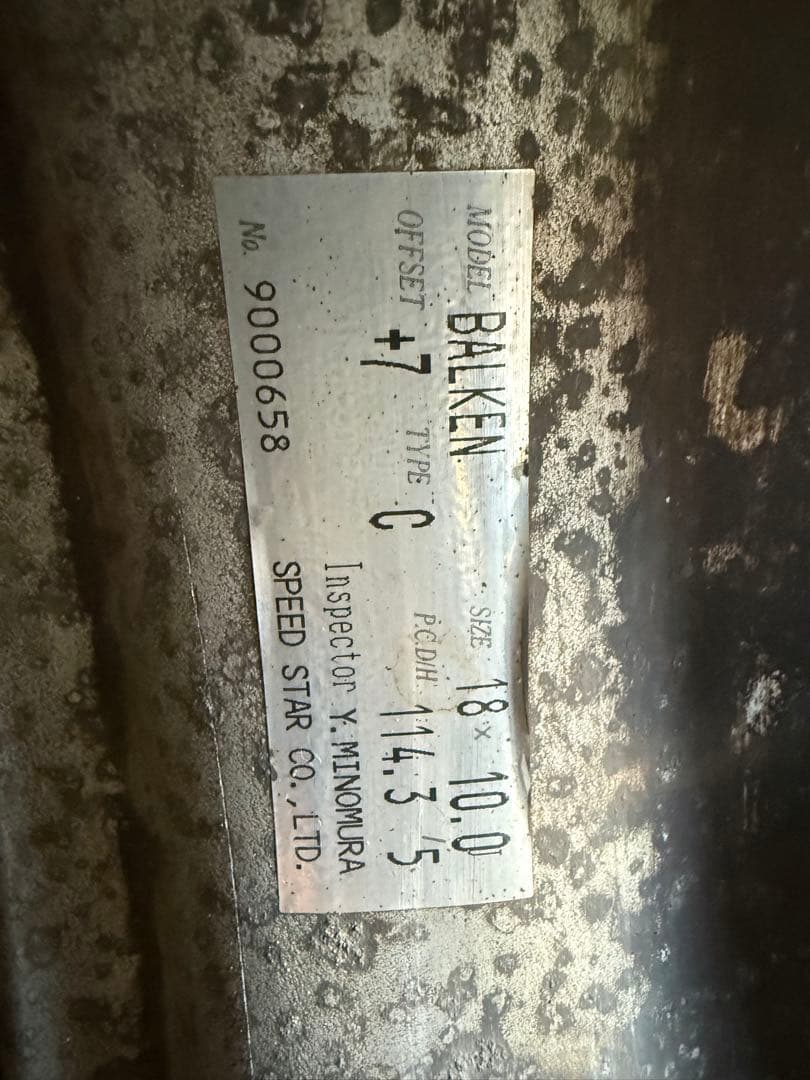 MODEL BALKEN SIZE 18 x 10.0
OFFSET +7 TYPE C P.C.D/H 114.3/5
Inspector Y. MINOMURA
No. 9000658 SPEED STAR CO., LTD.